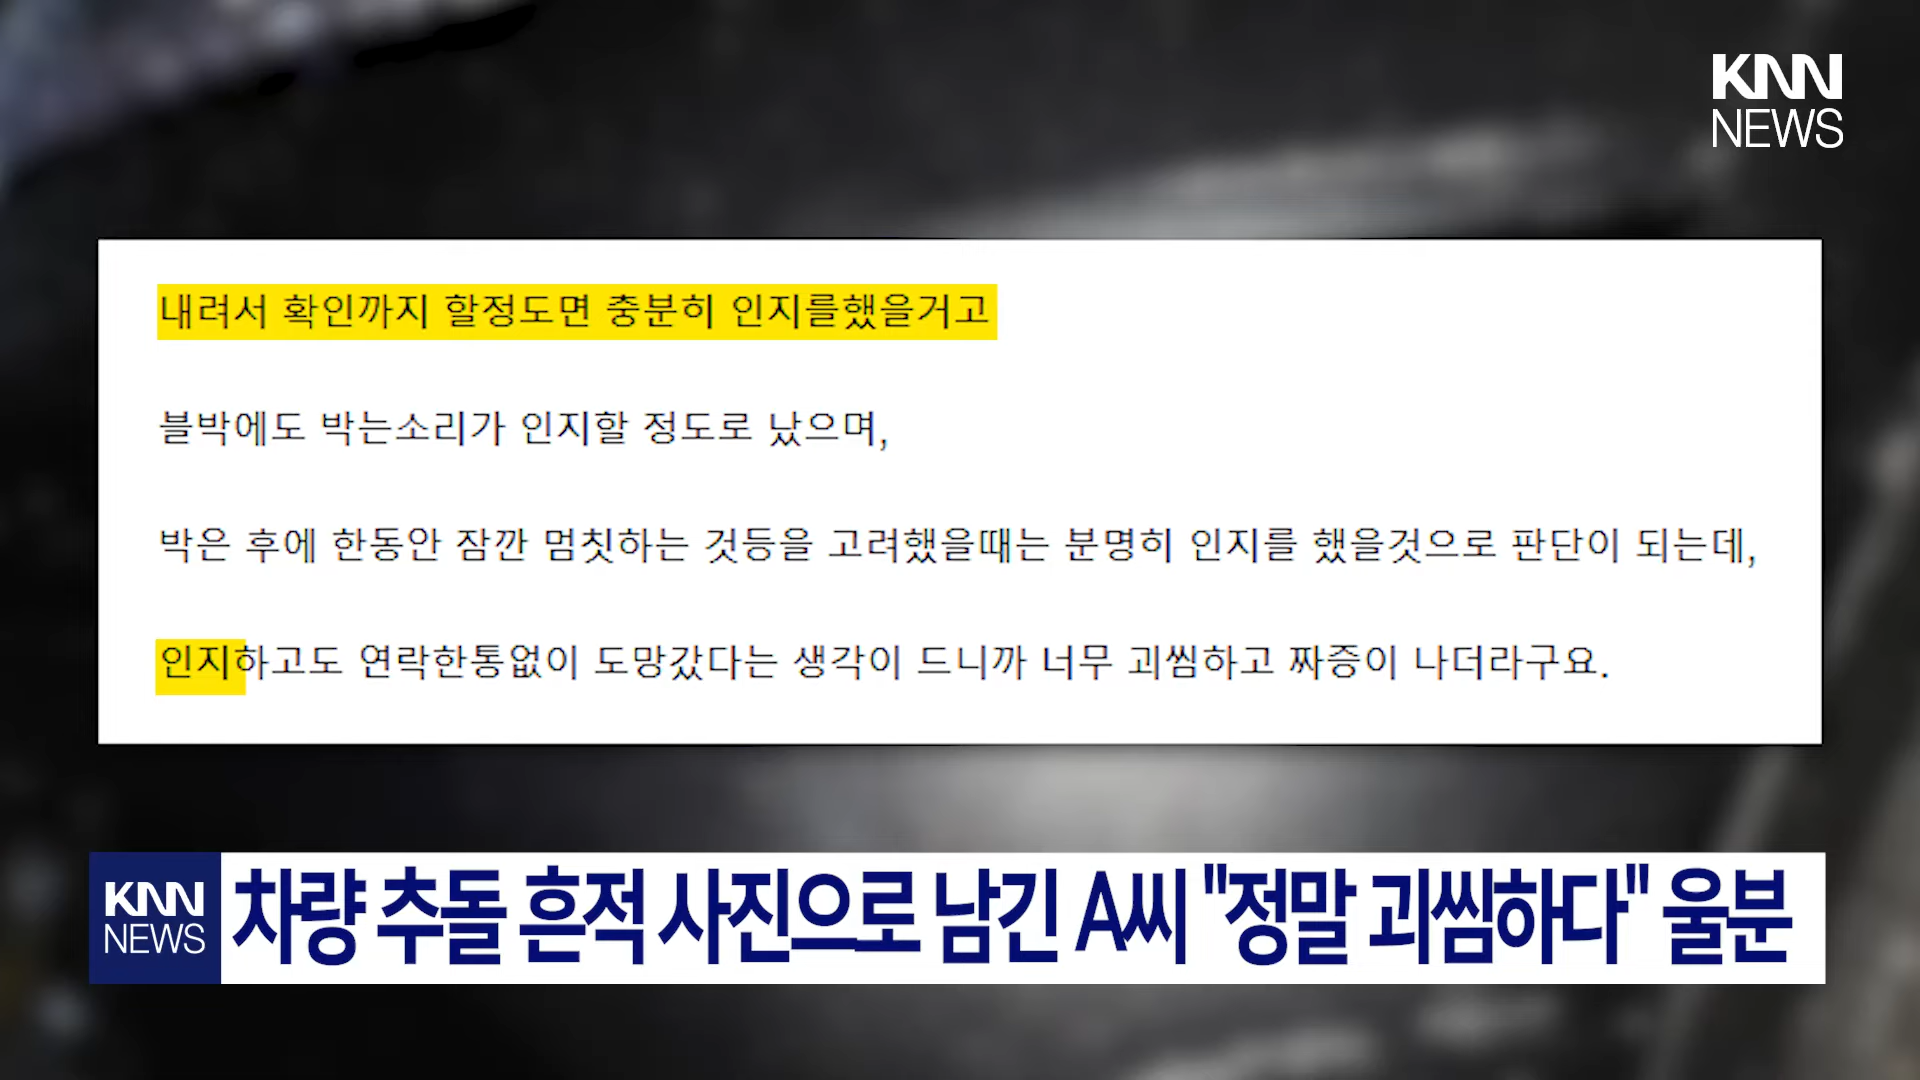 KNN
NEWS
내려서 확인까지 할정도면 충분히 인지를했을거고
블박에도 박는소리가 인지할 정도로 났으며,
박은 후에 한동안 잠깐 멈칫하는 것등을 고려했을때는 분명히 인지를 했을것으로 판단이 되는데,
인지하고도 연락한통없이 도망갔다는 생각이 드니까 너무 괴씸하고 짜증이 나더라구요.
KNN
NEWS
차량 추돌 흔적 사진으로 남긴 A씨 "정말 괴씸하다" 울분